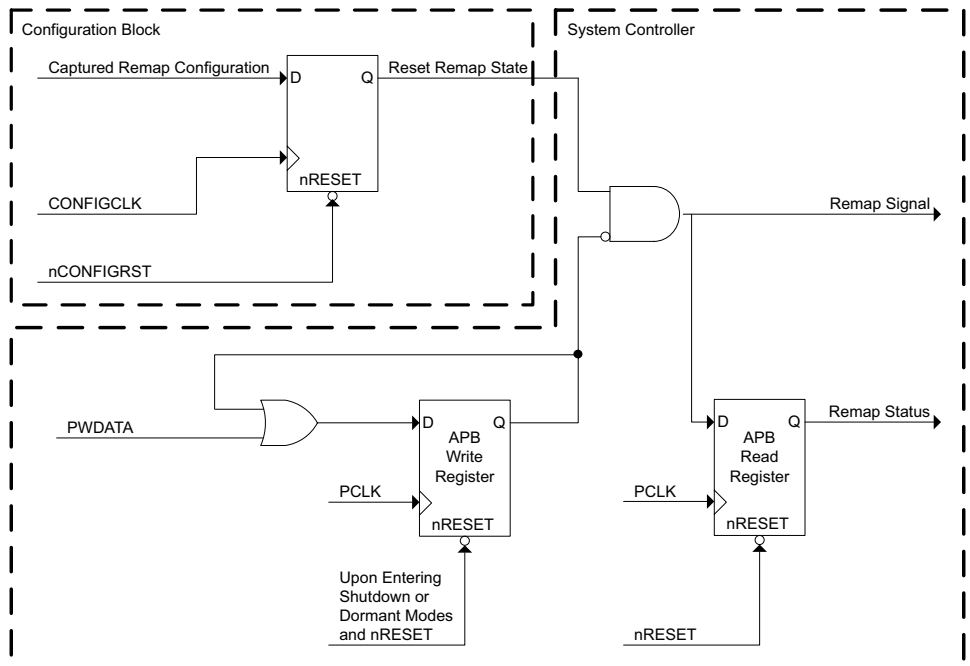 Configuration Block
System Controller
Captured Remap Configuration
D
Q
Reset Remap State
nRESET
CONFIGCLK
nCONFIGRST
Remap Signal
PWDATA
D
Q
APB
Write
Register
PCLK
nRESET
Upon Entering
Shutdown or
Dormant Modes
and nRESET
D
Q
APB
Read
Register
PCLK
nRESET
nRESET
Remap Status